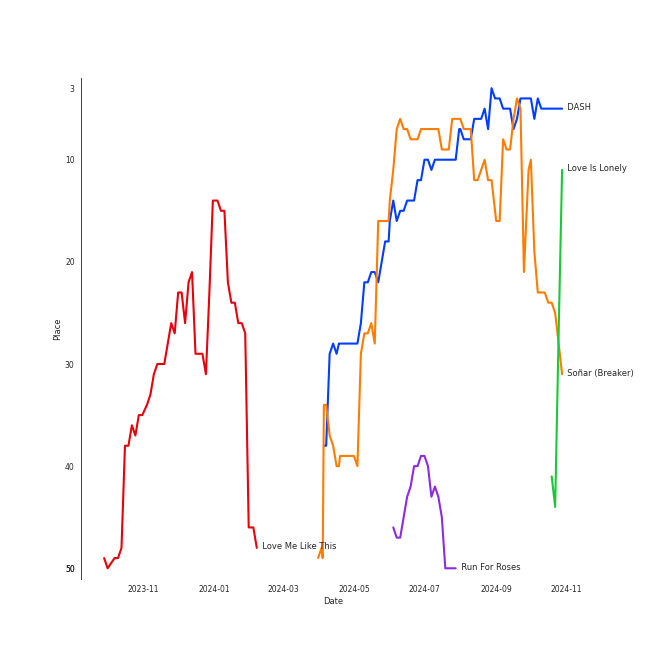 3
DASH
10
Love Is Lonely
20
Place
30
Soñar (Breaker)
40
Love Me Like This
50
Run For Roses
2023-11
2024-01
2024-03
2024-05
2024-07
2024-09
2024-11
Date